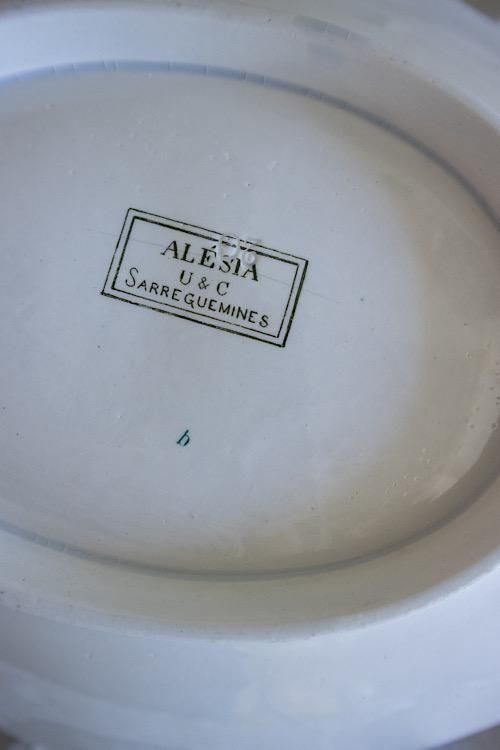 ALÉSIA
U & C
SARREGUEMINES
b